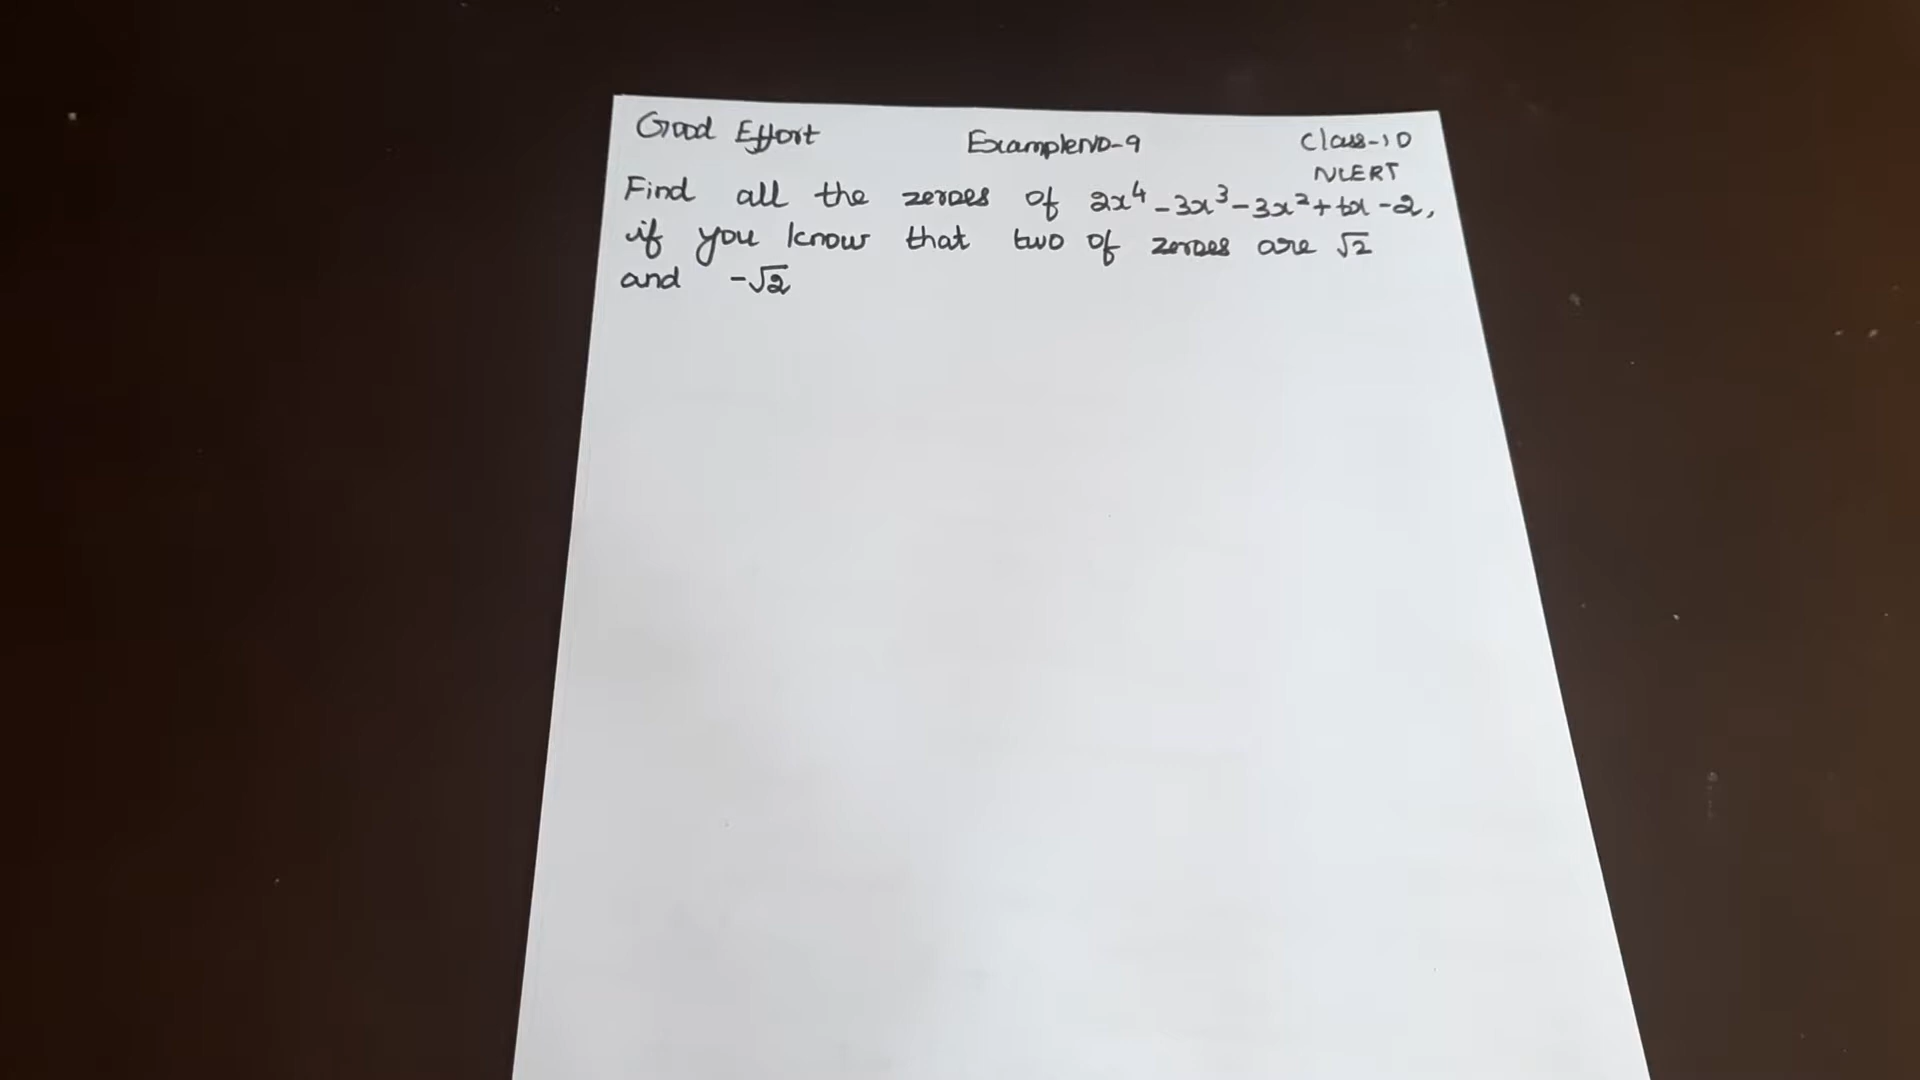 Good Effort
Example NO-9
Class-10
NCERT
Find all the zeroes of 2x⁴-3x³-3x²+6x-2,
if you know that two of zeroes are √2
and -√2